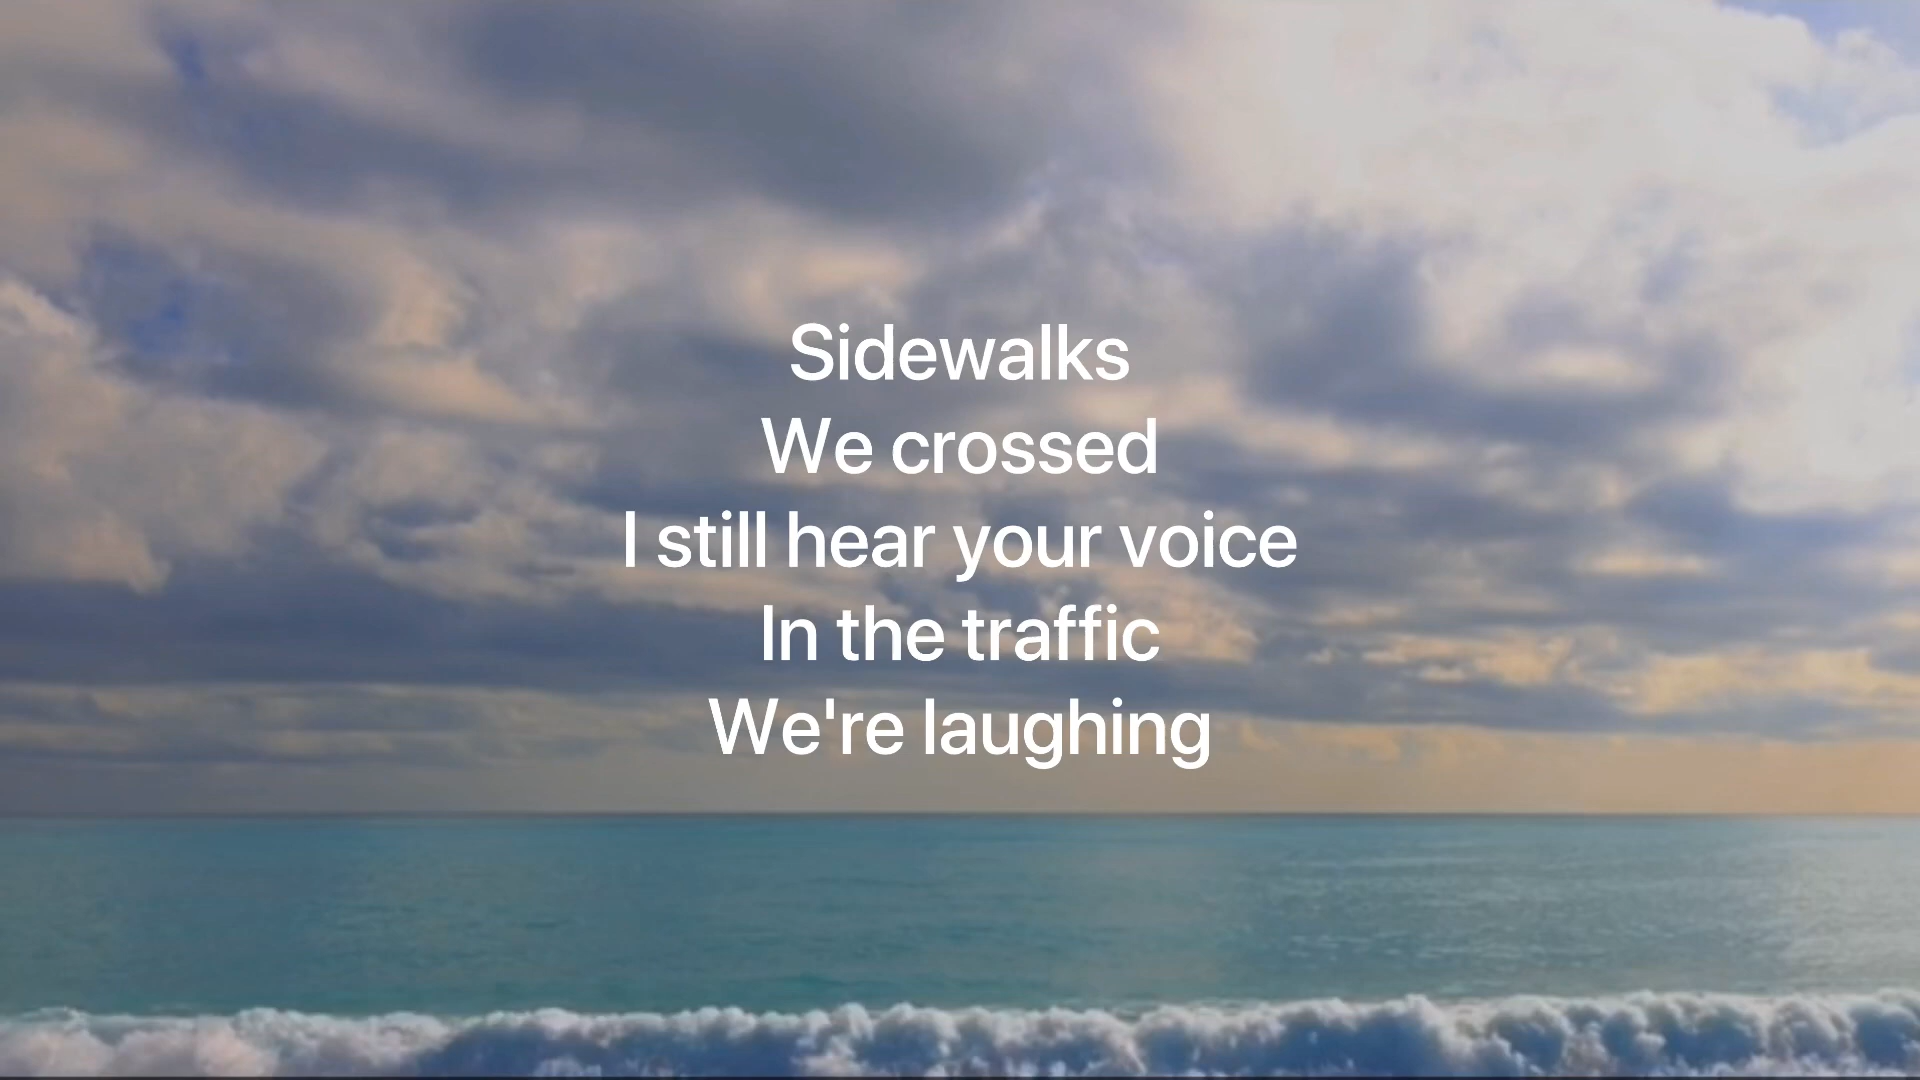 Sidewalks
We crossed
I still hear your voice
In the traffic
We're laughing